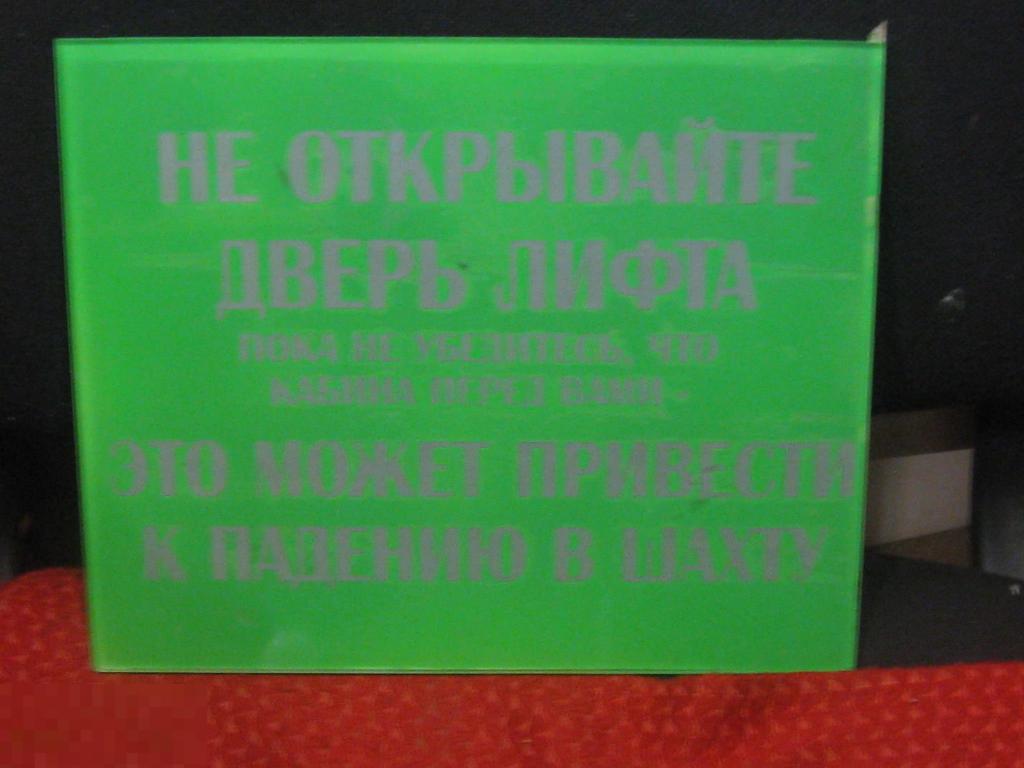 НЕ ОТКРЫВАЙТЕ
ДВЕРЬ ЛИФТА
ПОКА НЕ УБЕДИТЕСЬ, ЧТО
КАБИНА ПЕРЕД ВАМИ -
ЭТО МОЖЕТ ПРИВЕСТИ
К ПАДЕНИЮ В ШАХТУ